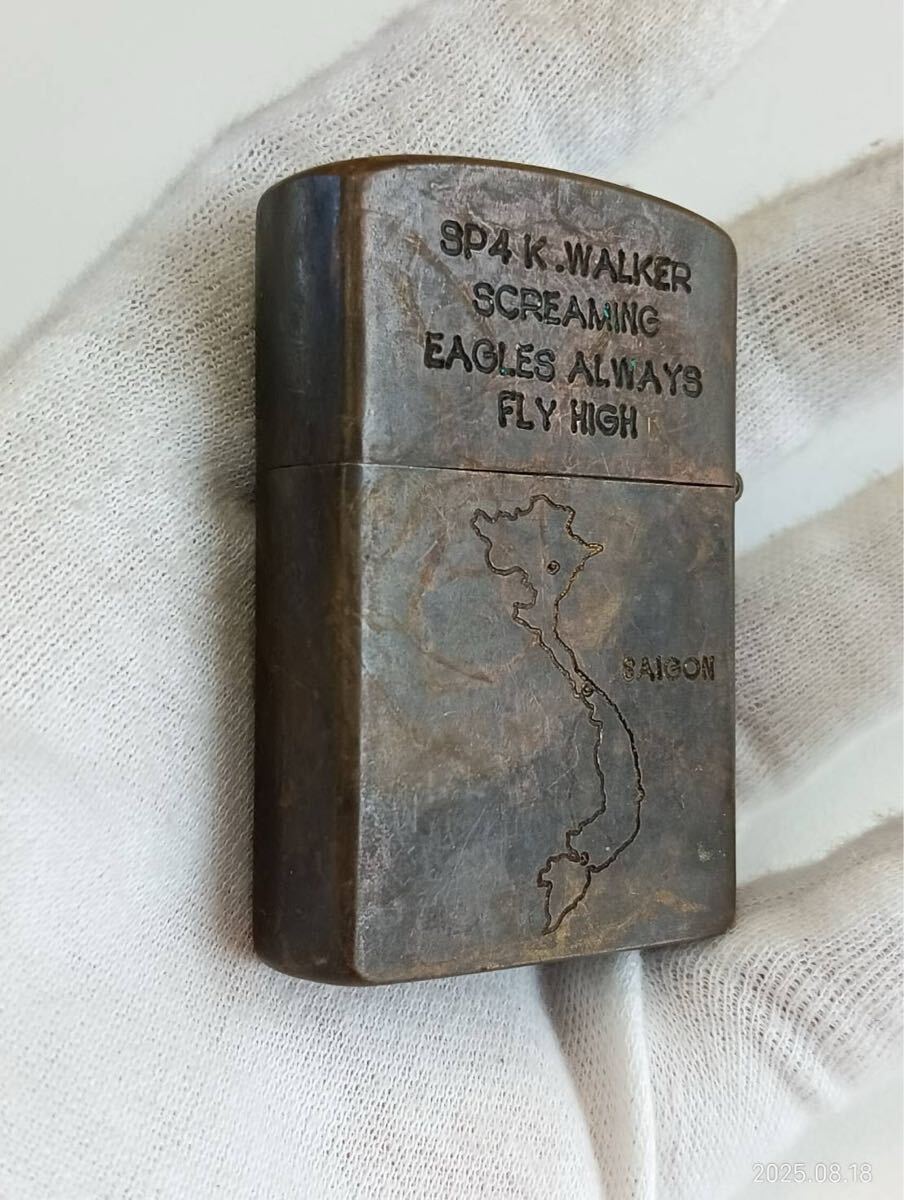 SP4 K.WALKER
SCREAMING
EAGLES ALWAYS
FLY HIGH
SAIGON
2025.08.18